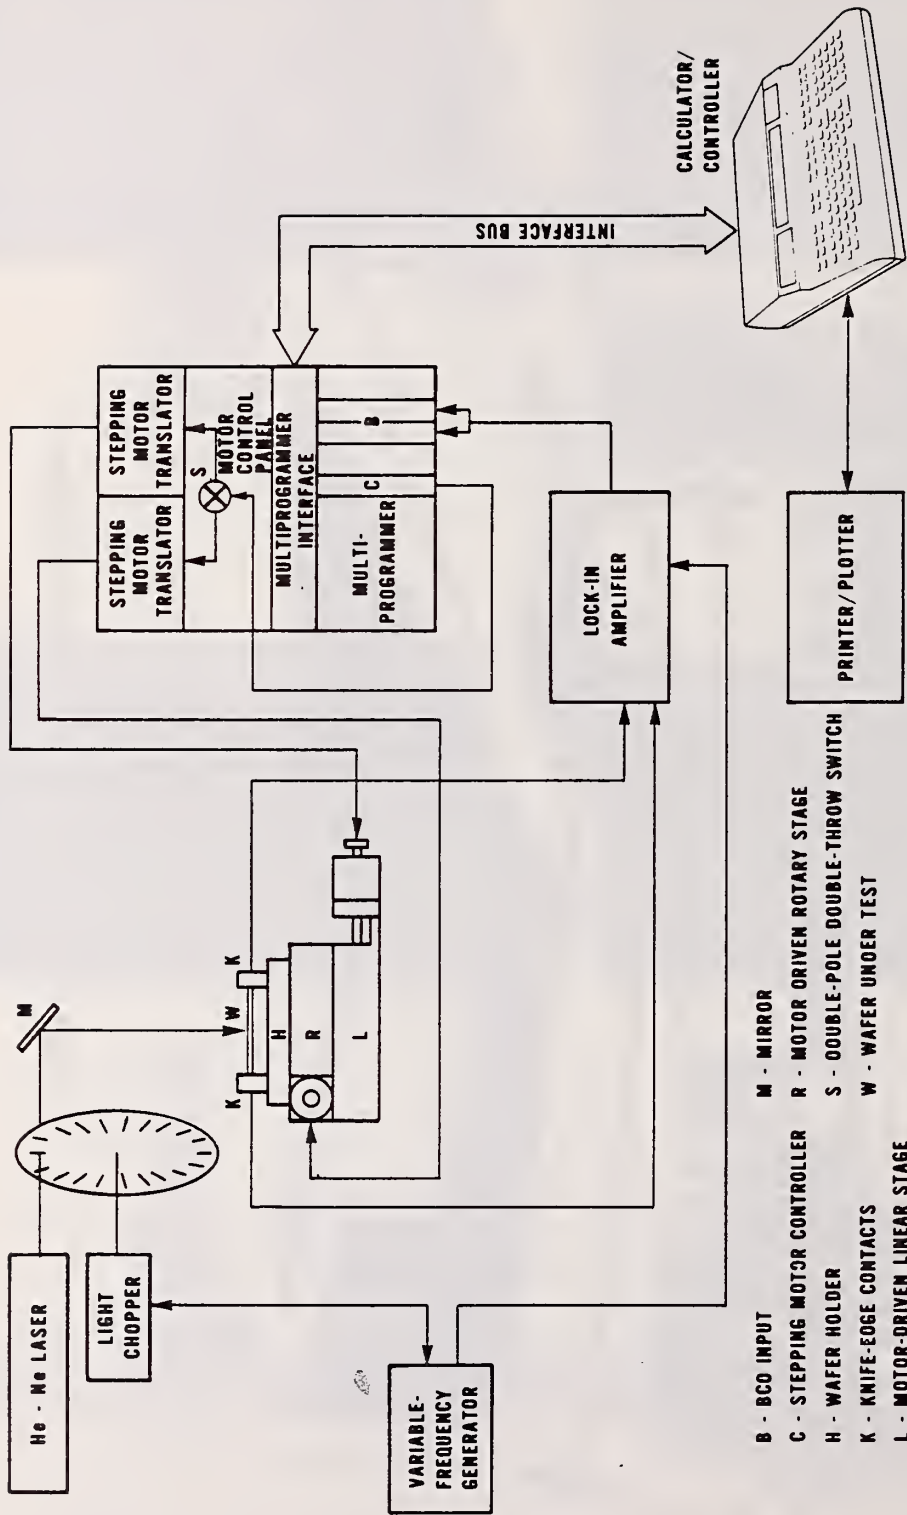 He - Ne LASER
LIGHT
CHOPPER
VARIABLE-
FREQUENCY
GENERATOR
M
K
W
K
H
R
L
STEPPING
MOTOR
TRANSLATOR
STEPPING
MOTOR
TRANSLATOR
S
MOTOR
CONTROL
PANEL
MULTIPROGRAMMER
INTERFACE
MULTI-
PROGRAMMER
C
B
INTERFACE BUS
LOCK-IN
AMPLIFIER
CALCULATOR/
CONTROLLER
PRINTER/PLOTTER
B - BCO INPUT
C - STEPPING MOTOR CONTROLLER
H - WAFER HOLDER
K - KNIFE-EDGE CONTACTS
L - MOTOR-DRIVEN LINEAR STAGE
M - MIRROR
R - MOTOR DRIVEN ROTARY STAGE
S - DOUBLE-POLE DOUBLE-THROW SWITCH
W - WAFER UNDER TEST